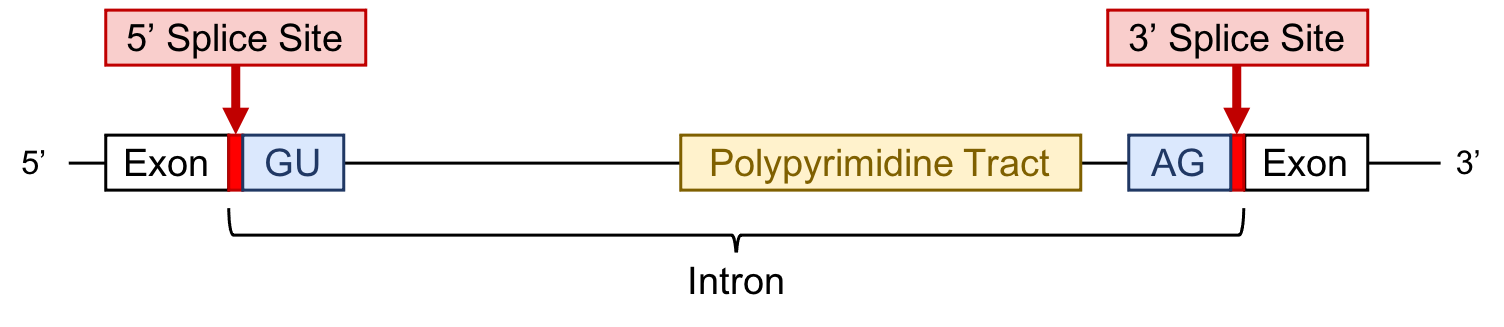 5’ Splice Site
3’ Splice Site
5’
Exon
GU
Polypyrimidine Tract
AG
Exon
3’
Intron